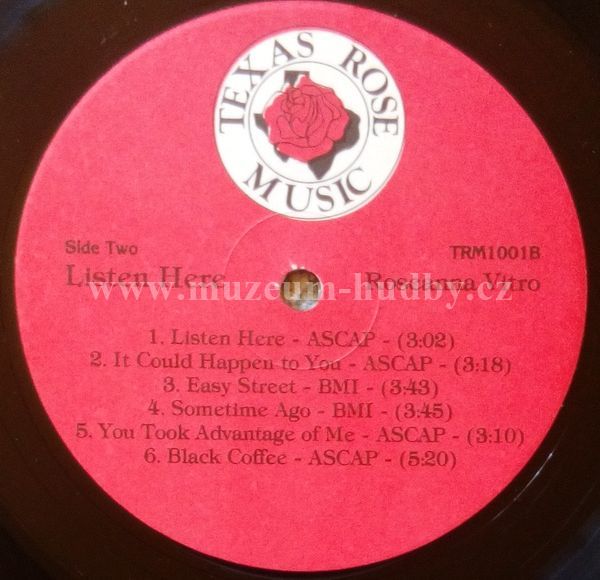 TEXAS ROSE
MUSIC
Side Two
TRM1001B
Listen Here
Roseanna Vitro
www.muzeum-hudby.cz
1. Listen Here - ASCAP - (3:02)
2. It Could Happen to You - ASCAP - (3:18)
3. Easy Street - BMI - (3:43)
4. Sometime Ago - BMI - (3:45)
5. You Took Advantage of Me - ASCAP - (3:10)
6. Black Coffee - ASCAP - (5:20)